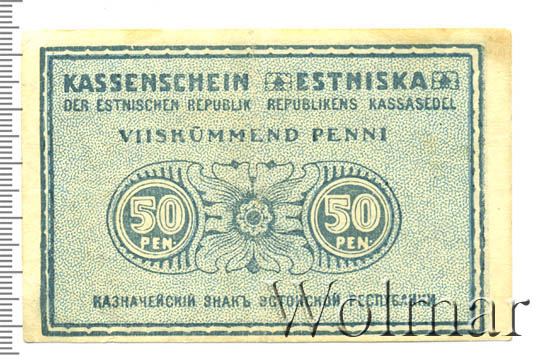 KASSENSCHEIN ESTNISKA
DER ESTNISCHEN REPUBLIK REPUBLIKENS KASSASEDEL
VIISKÜMMEND PENNI
50 50
PEN. PEN.
КАЗНАЧЕЙСКІЙ ЗНАКЪ ЭСТОНСКОЙ РЕСПУБЛИКИ
Wolmar